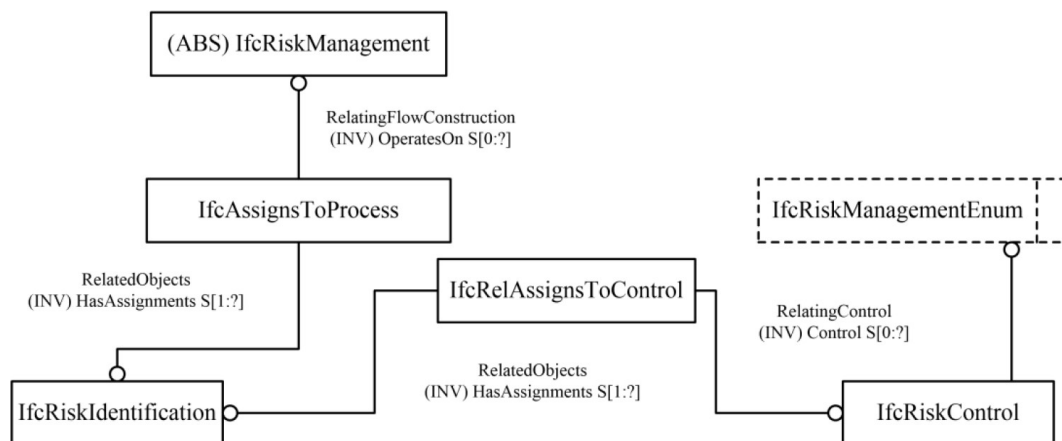 (ABS) IfcRiskManagement
RelatingFlowConstruction
(INV) OperatesOn S[0:?]
IfcAssignsToProcess
IfcRiskManagementEnum
RelatedObjects
(INV) HasAssignments S[1:?]
IfcRelAssignsToControl
RelatingControl
(INV) Control S[0:?]
RelatedObjects
(INV) HasAssignments S[1:?]
IfcRiskIdentification
IfcRiskControl